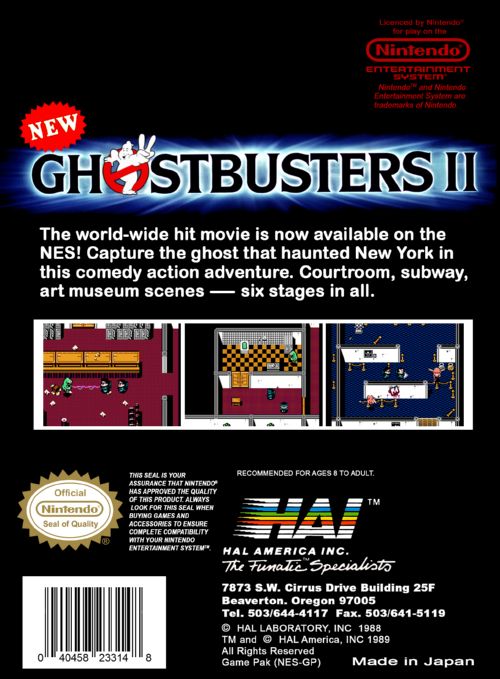 Licenced by Nintendo®
for play on the
Nintendo®
ENTERTAINMENT
SYSTEM™
Nintendo™ and Nintendo
Entertainment System are
trademarks of Nintendo
NEW
GHOSTBUSTERS II
The world-wide hit movie is now available on the
NES! Capture the ghost that haunted New York in
this comedy action adventure. Courtroom, subway,
art museum scenes — six stages in all.
Official
Nintendo®
Seal of Quality
®
THIS SEAL IS YOUR
ASSURANCE THAT NINTENDO®
HAS APPROVED THE QUALITY
OF THIS PRODUCT. ALWAYS
LOOK FOR THIS SEAL WHEN
BUYING GAMES AND
ACCESSORIES TO ENSURE
COMPLETE COMPATIBILITY
WITH YOUR NINTENDO
ENTERTAINMENT SYSTEM™.
RECOMMENDED FOR AGES 8 TO ADULT.
HAL ™
HAL AMERICA INC.
The Funatic™ Specialists
7873 S.W. Cirrus Drive Building 25F
Beaverton. Oregon 97005
Tel. 503/644-4117 Fax. 503/641-5119
© HAL LABORATORY, INC 1988
TM and © HAL America, INC 1989
All Rights Reserved
Game Pak (NES-GP)
Made in Japan
0 40458 23314 8